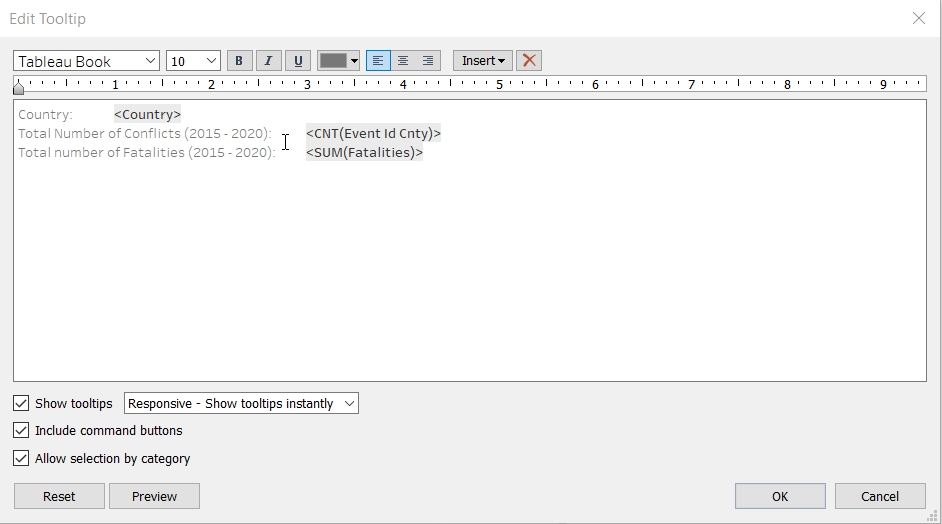 Edit Tooltip
Tableau Book 10 B I U Insert
1 2 3 4 5 6 7 8 9
Country: <Country>
Total Number of Conflicts (2015 - 2020): <CNT(Event Id Cnty)>
Total number of Fatalities (2015 - 2020): <SUM(Fatalities)>
Show tooltips Responsive - Show tooltips instantly
Include command buttons
Allow selection by category
Reset Preview OK Cancel